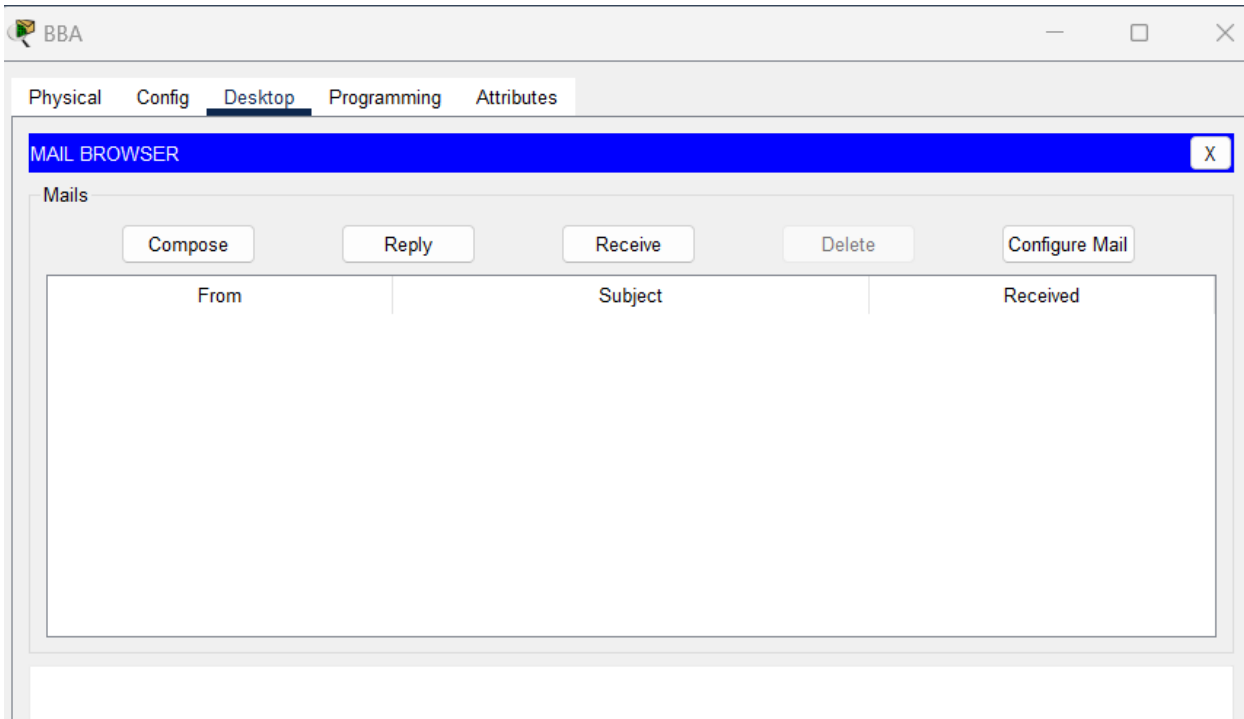 BBA
Physical Config Desktop Programming Attributes
MAIL BROWSER X
Mails
Compose Reply Receive Delete Configure Mail
From Subject Received